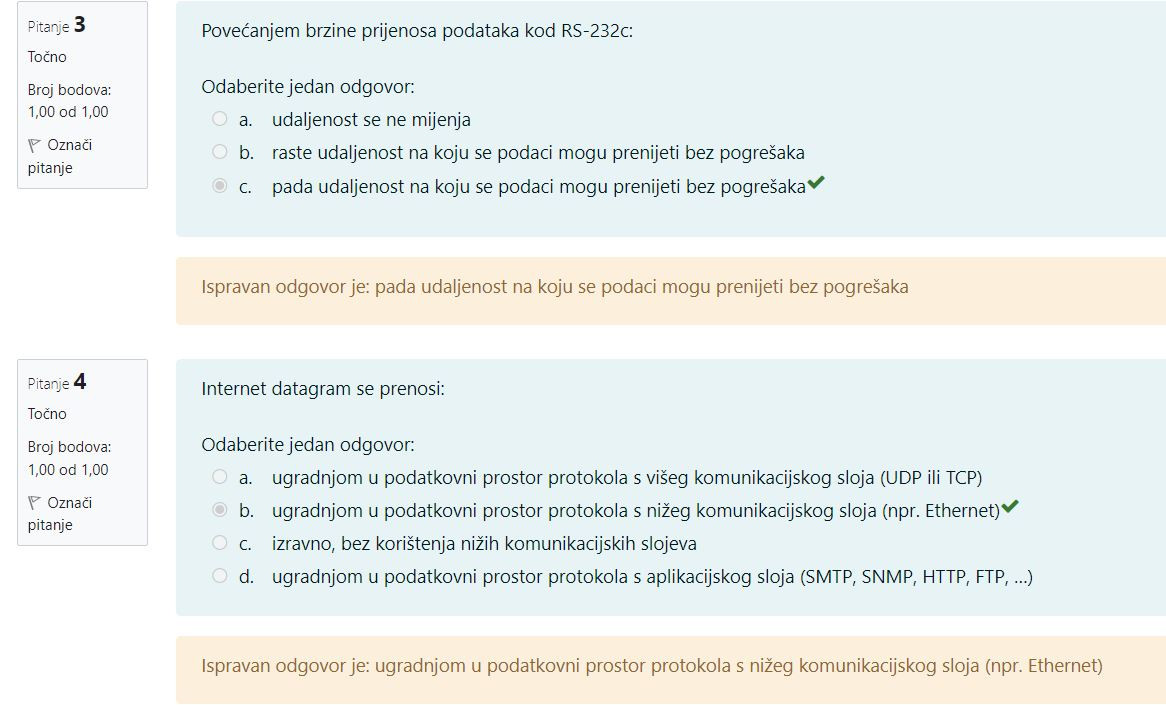 Pitanje 3
Točno
Broj bodova:
1,00 od 1,00
Označi
pitanje
Povećanjem brzine prijenosa podataka kod RS-232c:
Odaberite jedan odgovor:
a. udaljenost se ne mijenja
b. raste udaljenost na koju se podaci mogu prenijeti bez pogrešaka
c. pada udaljenost na koju se podaci mogu prenijeti bez pogrešaka
Ispravan odgovor je: pada udaljenost na koju se podaci mogu prenijeti bez pogrešaka
Pitanje 4
Točno
Broj bodova:
1,00 od 1,00
Označi
pitanje
Internet datagram se prenosi:
Odaberite jedan odgovor:
a. ugradnjom u podatkovni prostor protokola s višeg komunikacijskog sloja (UDP ili TCP)
b. ugradnjom u podatkovni prostor protokola s nižeg komunikacijskog sloja (npr. Ethernet)
c. izravno, bez korištenja nižih komunikacijskih slojeva
d. ugradnjom u podatkovni prostor protokola s aplikacijskog sloja (SMTP, SNMP, HTTP, FTP, ...)
Ispravan odgovor je: ugradnjom u podatkovni prostor protokola s nižeg komunikacijskog sloja (npr. Ethernet)